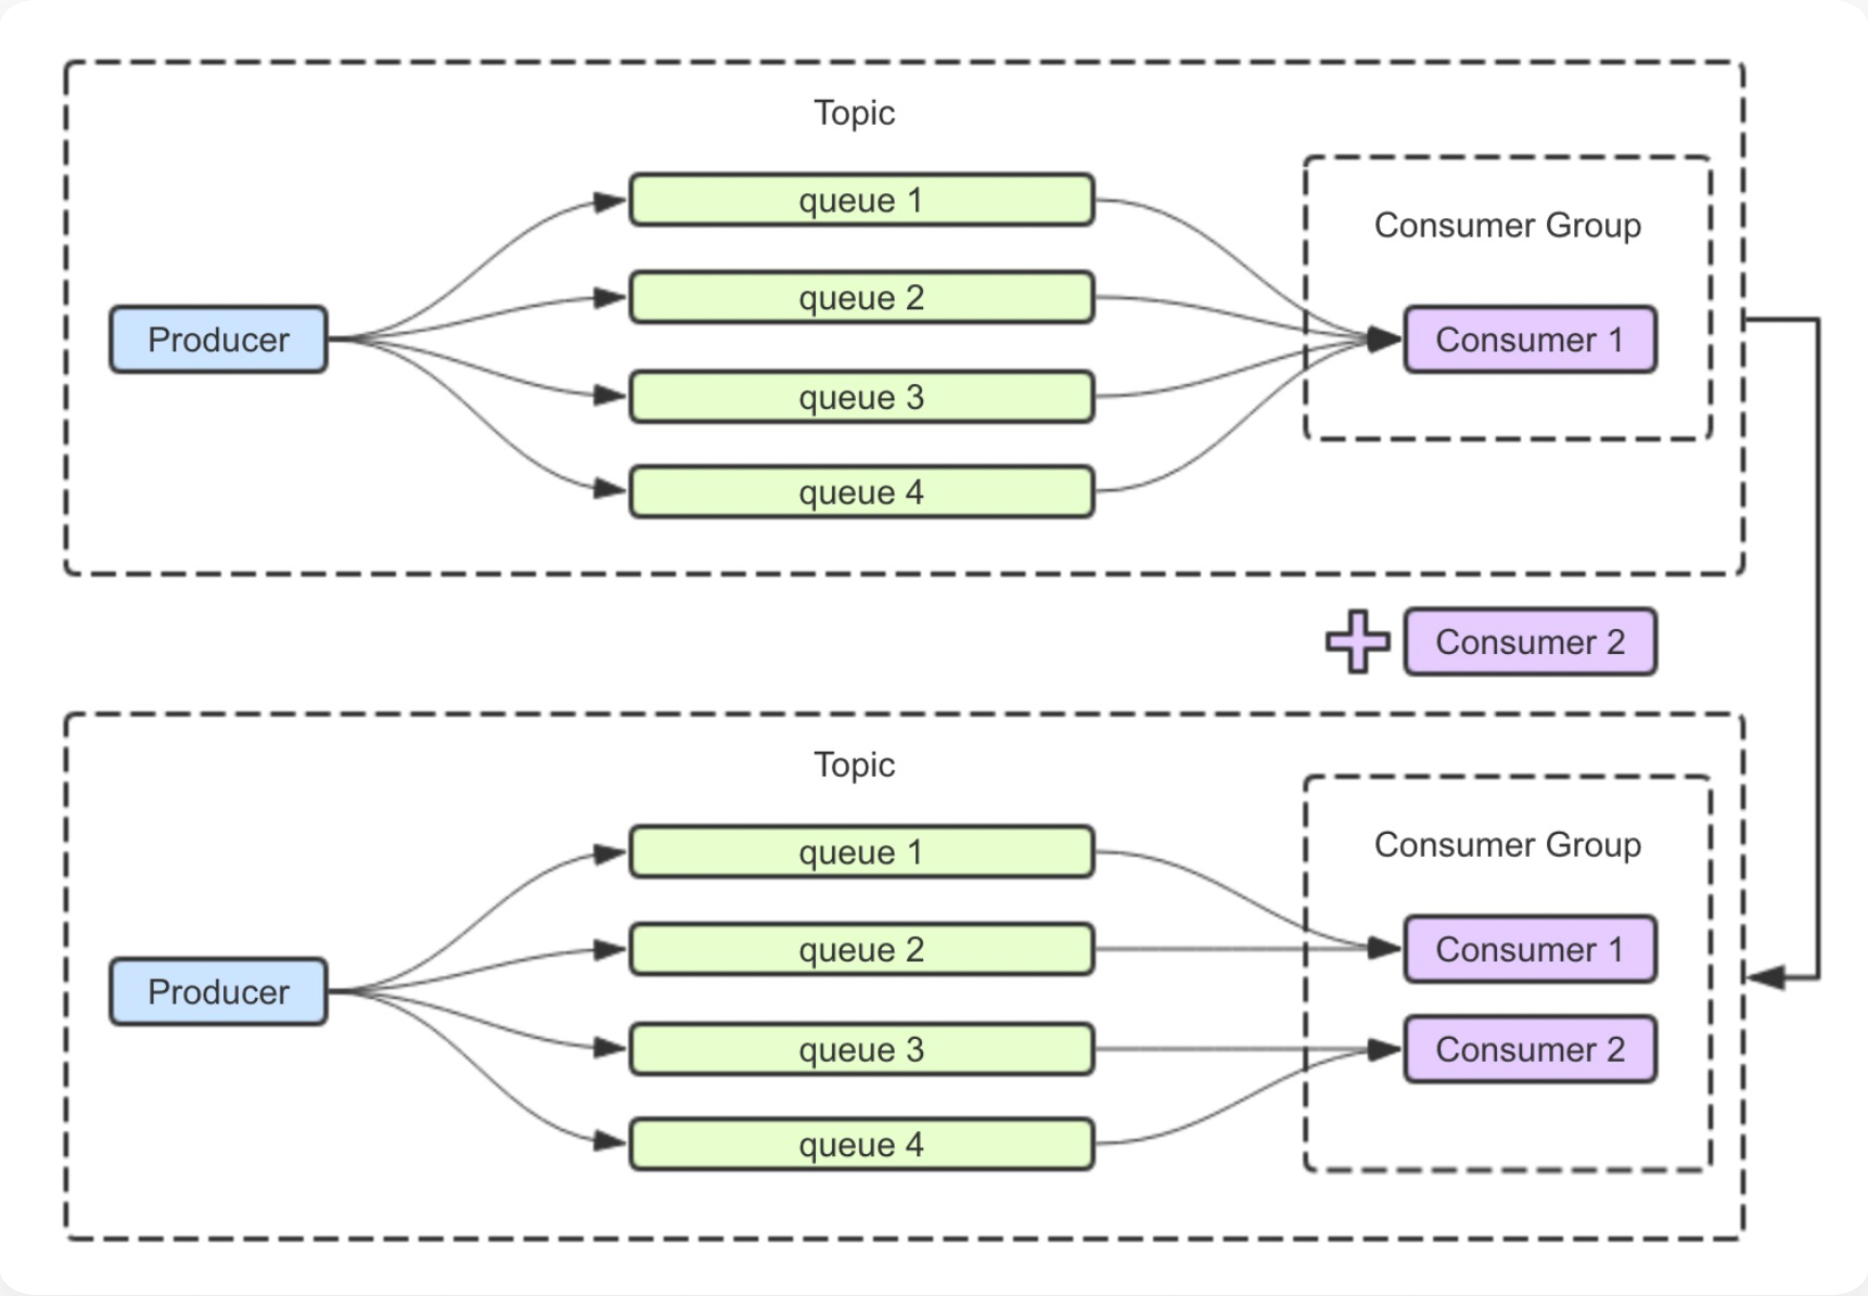 Topic
queue 1
Consumer Group
queue 2
Producer
Consumer 1
queue 3
queue 4
Consumer 2
Topic
queue 1
Consumer Group
queue 2
Consumer 1
Producer
queue 3
Consumer 2
queue 4